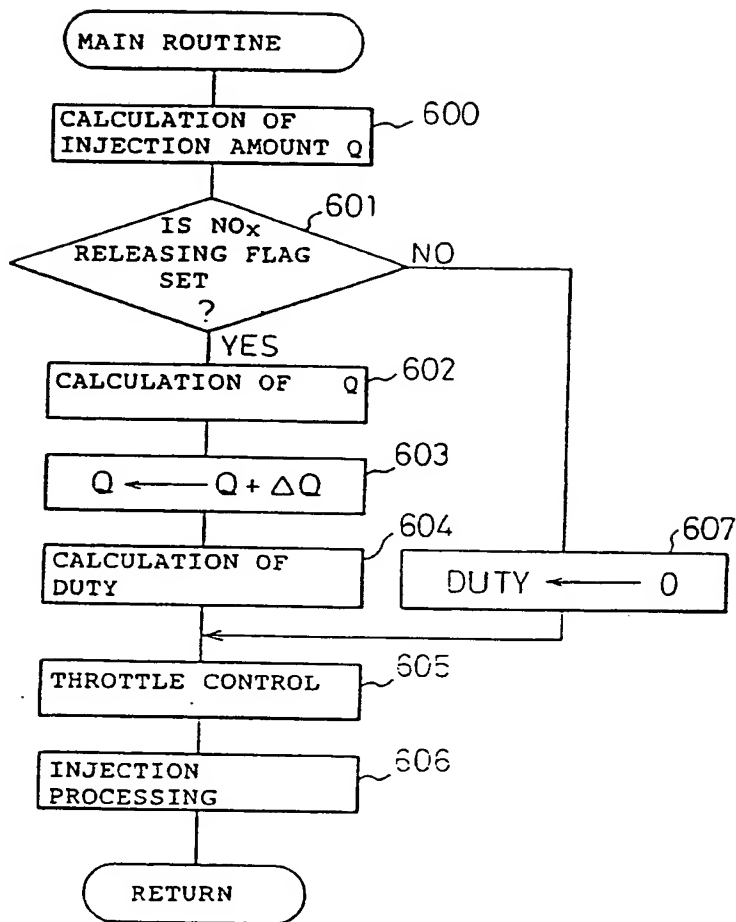 MAIN ROUTINE
CALCULATION OF
INJECTION AMOUNT Q
600
601
IS NOx
RELEASING FLAG
SET
?
NO
YES
CALCULATION OF Q
602
Q ← Q + △Q
603
CALCULATION OF
DUTY
604
607
DUTY ← 0
THROTTLE CONTROL
605
INJECTION
PROCESSING
606
RETURN